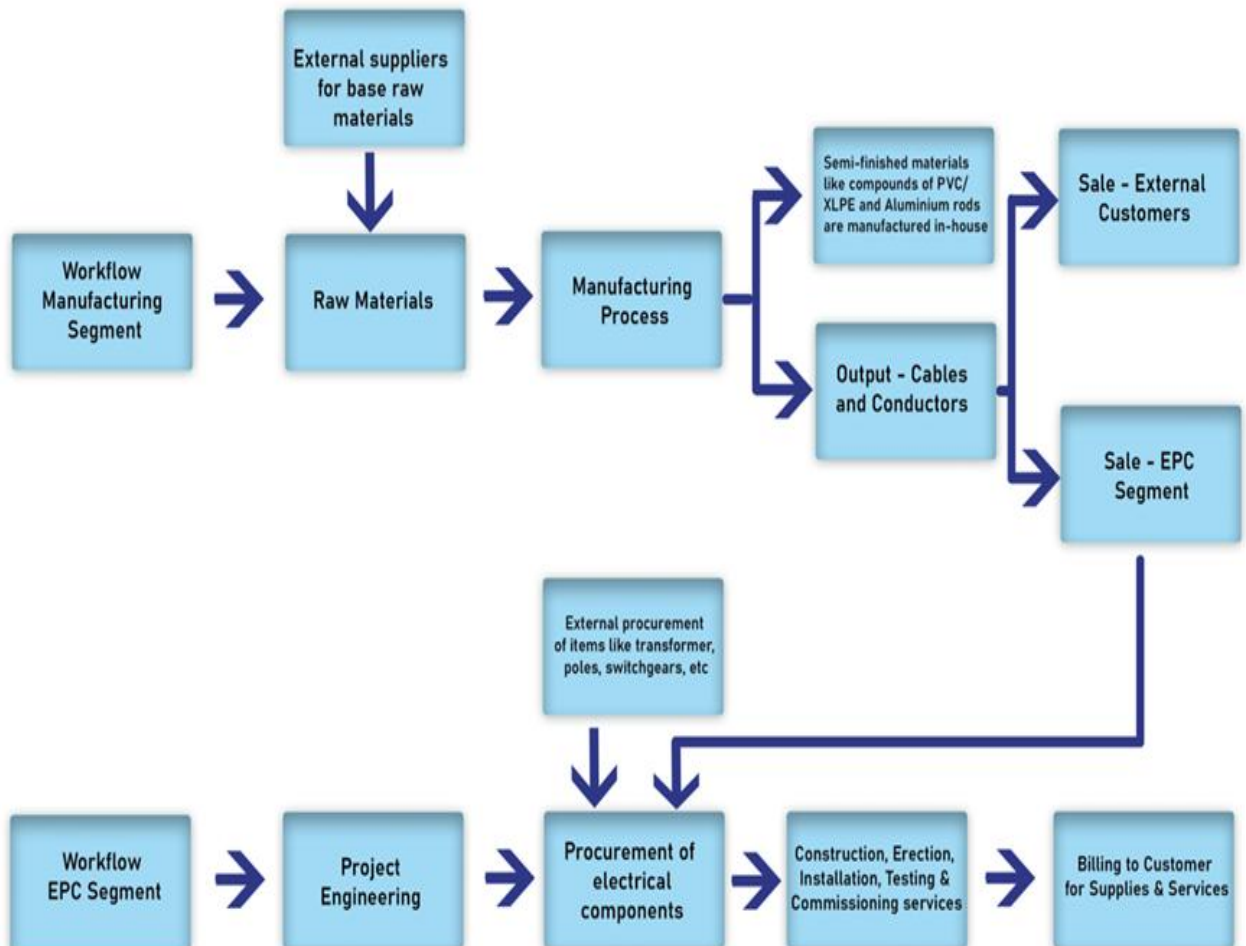 External suppliers
for base raw
materials
Semi-finished materials
like compounds of PVC/
XLPE and Aluminium rods
are manufactured in-house
Sale - External
Customers
Workflow
Manufacturing
Segment
Raw Materials
Manufacturing
Process
Output - Cables
and Conductors
Sale - EPC
Segment
External procurement
of items like transformer,
poles, switchgears, etc
Workflow
EPC Segment
Project
Engineering
Procurement of
electrical
components
Construction, Erection,
Installation, Testing &
Commissioning services
Billing to Customer
for Supplies & Services